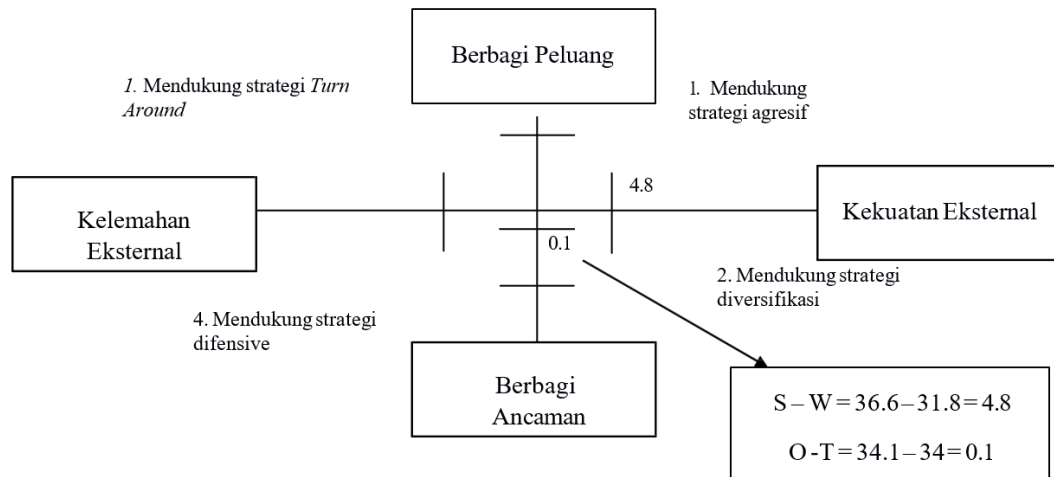 Berbagi Peluang
1. Mendukung strategi Turn
Around
1. Mendukung
strategi agresif
Kelemahan
Eksternal
4.8
Kekuatan Eksternal
0.1
2. Mendukung strategi
diversifikasi
4. Mendukung strategi
difensive
Berbagi
Ancaman
S – W = 36.6 – 31.8 = 4.8
O -T = 34.1 – 34 = 0.1